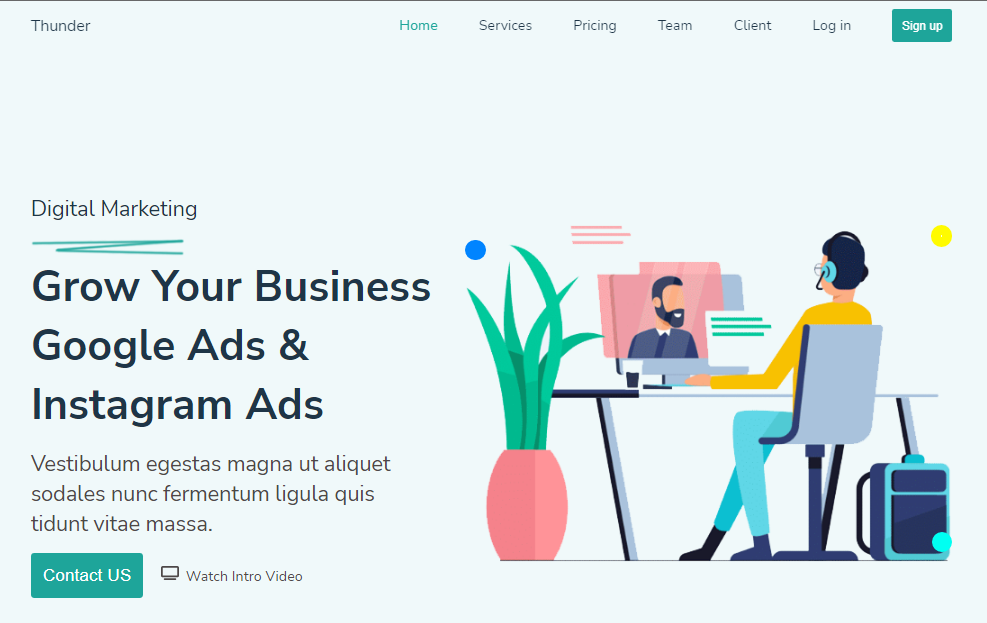 Thunder
Home
Services
Pricing
Team
Client
Log in
Sign up
Digital Marketing
Grow Your Business
Google Ads &
Instagram Ads
Vestibulum egestas magna ut aliquet
sodales nunc fermentum ligula quis
tidunt vitae massa.
Contact US
Watch Intro Video